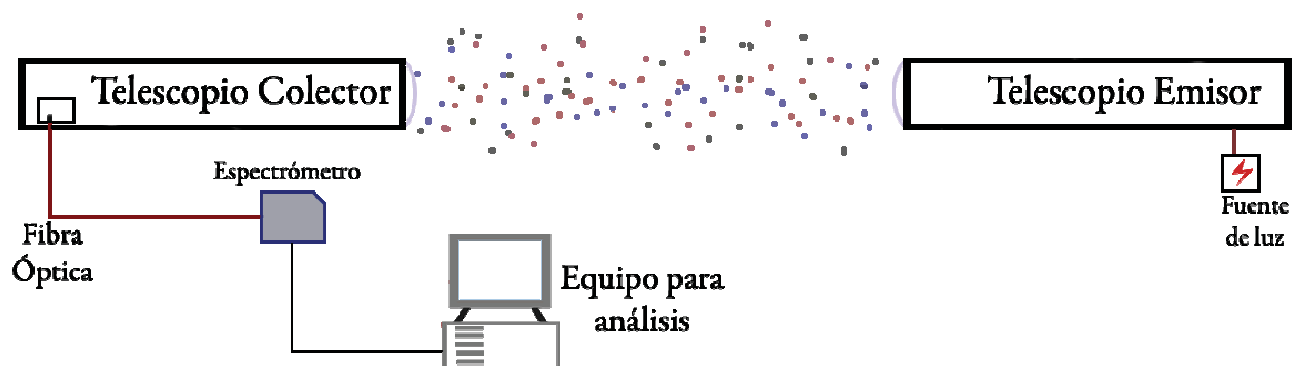 Telescopio Colector
Telescopio Emisor
Espectrómetro
Fuente
de luz
Fibra
Óptica
Equipo para
análisis